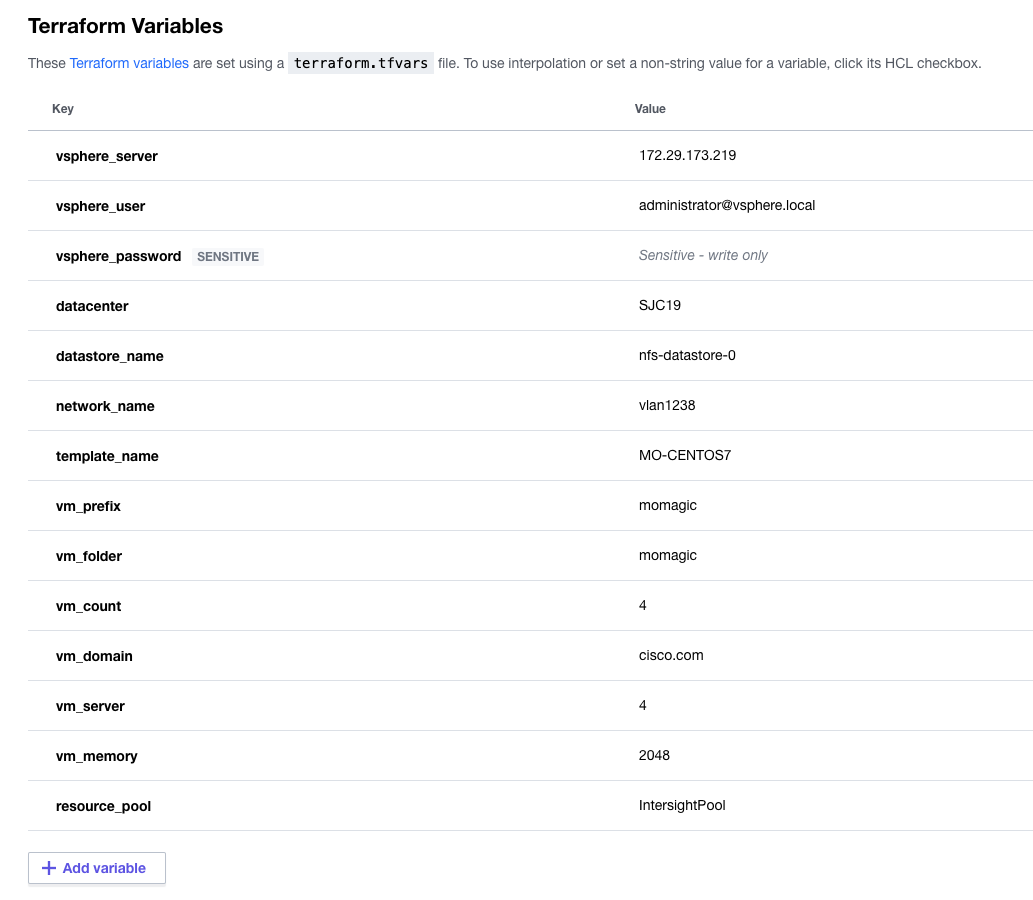 Terraform Variables
These Terraform variables are set using a terraform.tfvars file. To use interpolation or set a non-string value for a variable, click its HCL checkbox.
Key Value
vsphere_server 172.29.173.219
vsphere_user administrator@vsphere.local
vsphere_password SENSITIVE Sensitive - write only
datacenter SJC19
datastore_name nfs-datastore-0
network_name vlan1238
template_name MO-CENTOS7
vm_prefix momagic
vm_folder momagic
vm_count 4
vm_domain cisco.com
vm_server 4
vm_memory 2048
resource_pool IntersightPool
+ Add variable